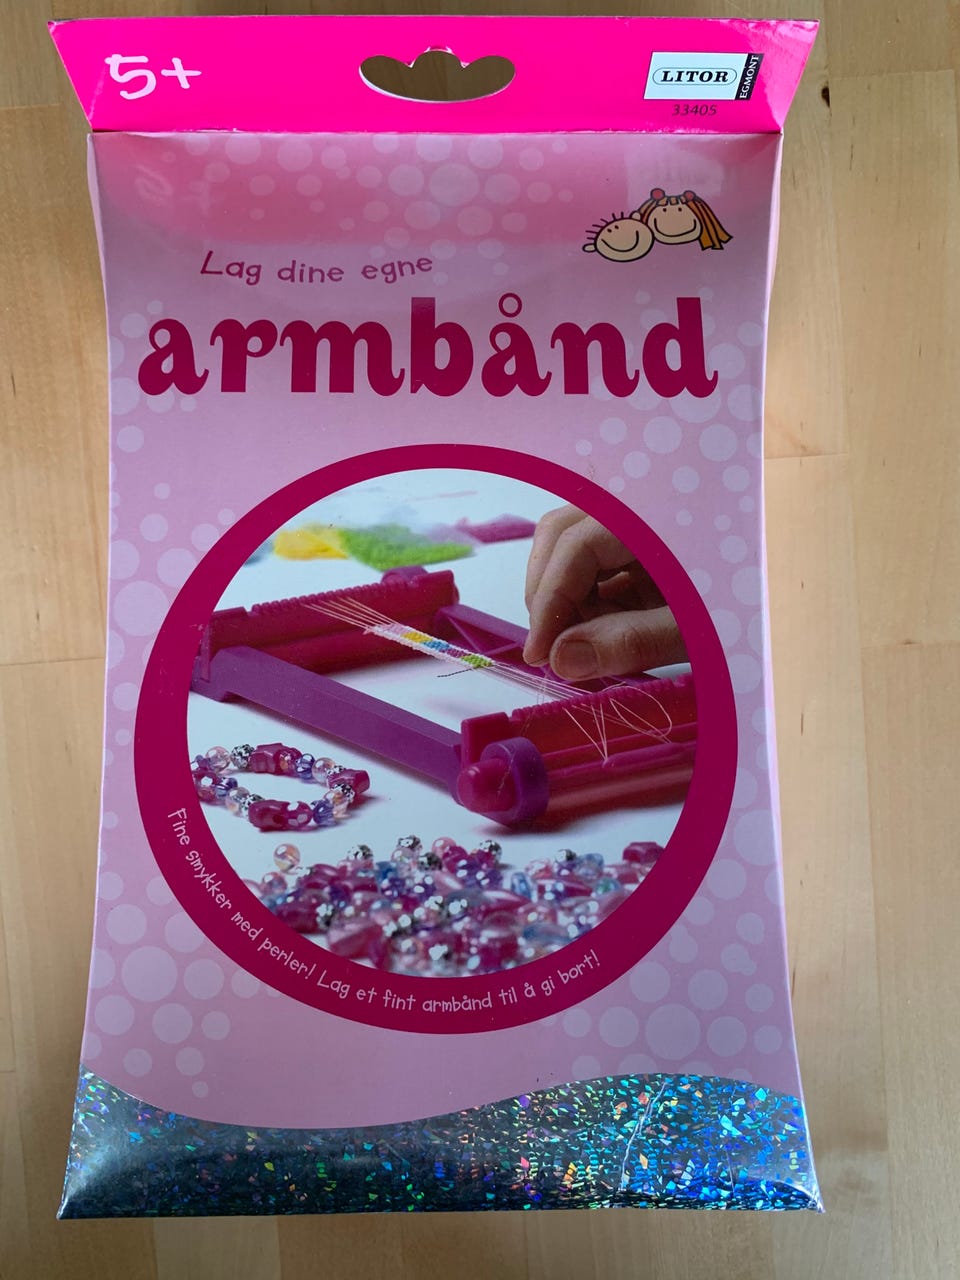 5+
LITOR
EGMONT
33405
Lag dine egne
armbånd
Fine smykker med perler! Lag et fint armbånd til å gi bort!